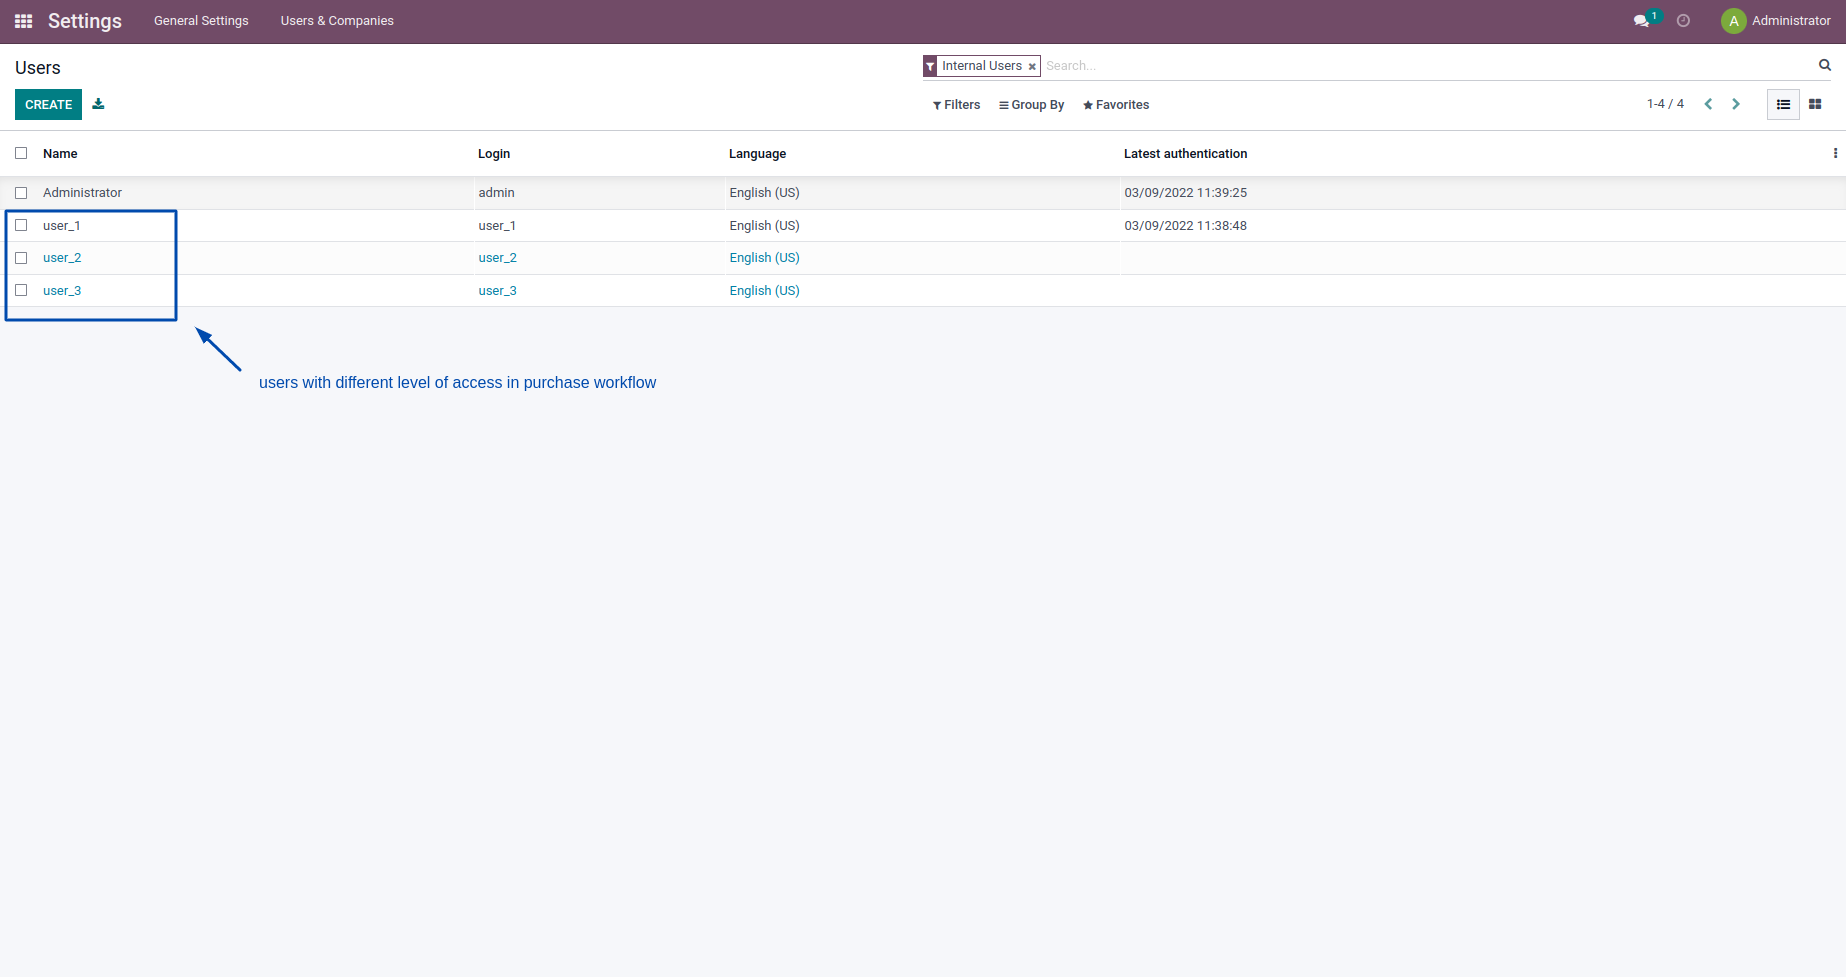 Settings General Settings Users & Companies 1 A Administrator
Users Internal Users Search...
CREATE Filters Group By Favorites 1-4 / 4
Name Login Language Latest authentication
Administrator admin English (US) 03/09/2022 11:39:25
user_1 user_1 English (US) 03/09/2022 11:38:48
user_2 user_2 English (US)
user_3 user_3 English (US)
users with different level of access in purchase workflow